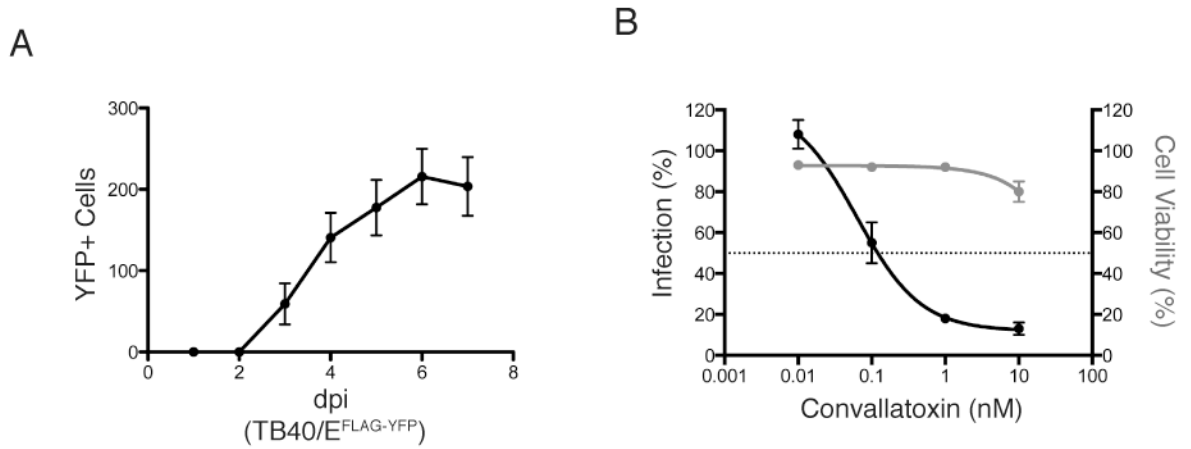 A
B
300
200
100
0
YFP+ Cells
0 2 4 6 8
dpi
(TB40/E^FLAG-YFP)
120
100
80
60
40
20
0
Infection (%)
120
100
80
60
40
20
0
Cell Viability (%)
0.001 0.01 0.1 1 10 100
Convallatoxin (nM)